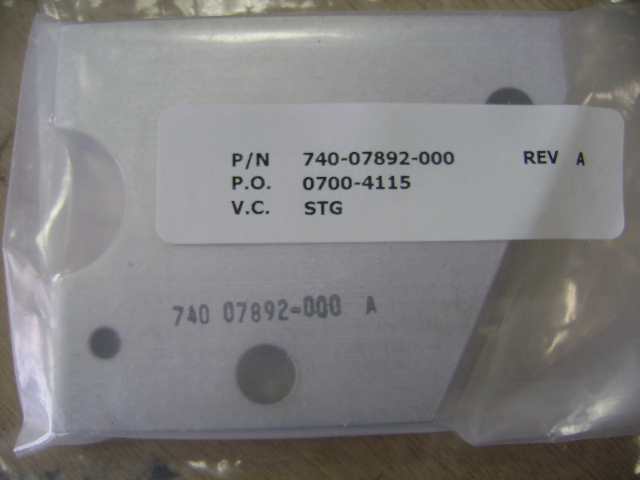 P/N 740-07892-000 REV A
P.O. 0700-4115
V.C. STG
740 07892-000 A